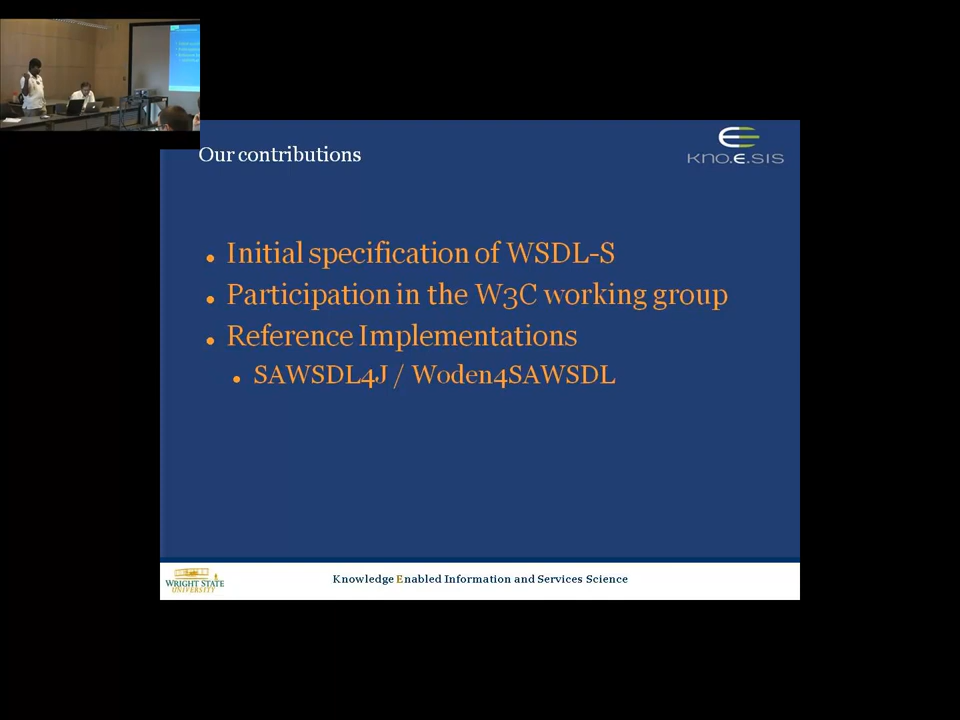 Our contributions
kno.e.sis
Initial specification of WSDL-S
Participation in the W3C working group
Reference Implementations
SAWSDL4J / Woden4SAWSDL
WRIGHT STATE
UNIVERSITY
Knowledge Enabled Information and Services Science